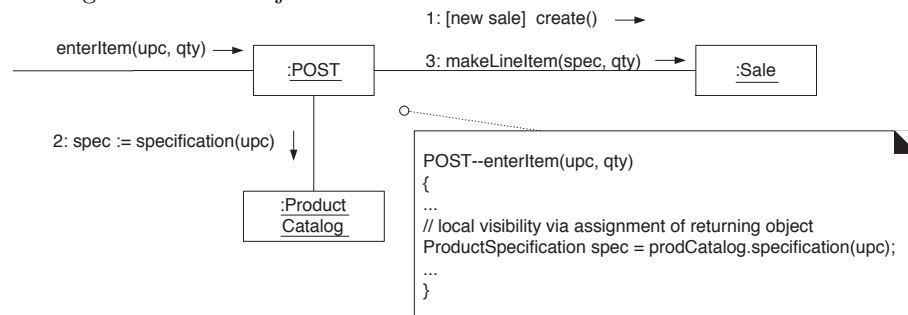 1: [new sale] create()
enterItem(upc, qty)
:POST
3: makeLineItem(spec, qty)
:Sale
2: spec := specification(upc)
:Product
Catalog
POST--enterItem(upc, qty)
{
...
// local visibility via assignment of returning object
ProductSpecification spec = prodCatalog.specification(upc);
...
}